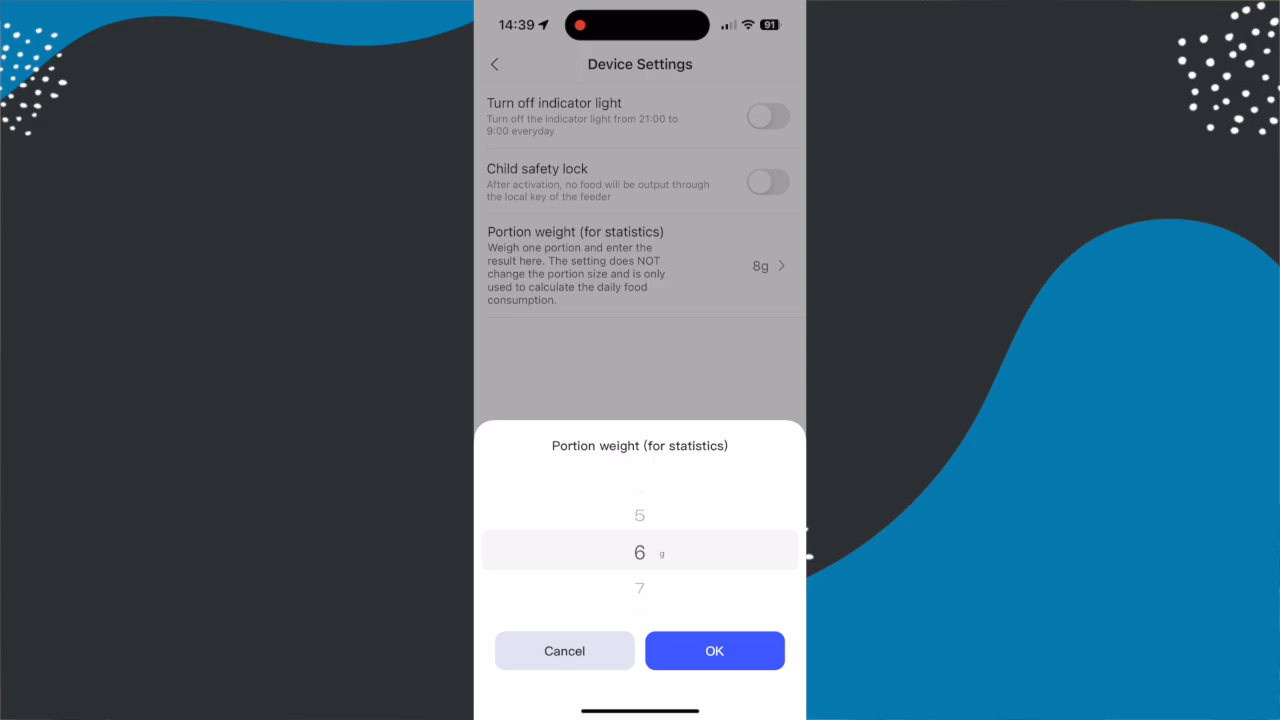 14:39
91
Device Settings
Turn off indicator light
Turn off the indicator light from 21:00 to
9:00 everyday
Child safety lock
After activation, no food will be output through
the local key of the feeder
Portion weight (for statistics)
Weigh one portion and enter the
result here. The setting does NOT
change the portion size and is only
used to calculate the daily food
consumption.
8g
Portion weight (for statistics)
5
6 g
7
Cancel
OK